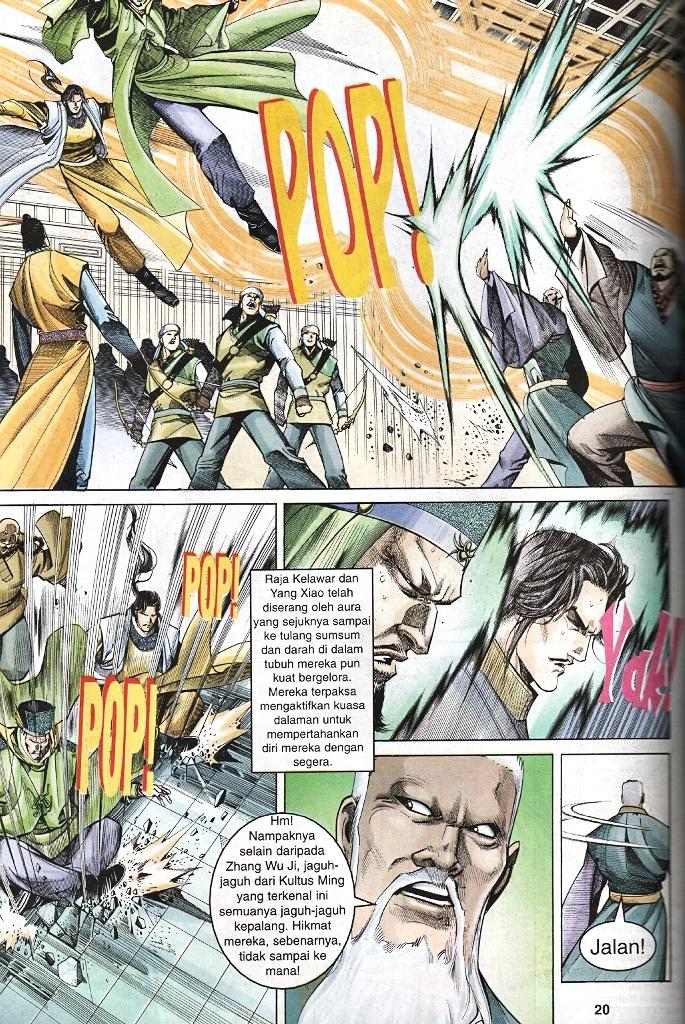 POP!
POP!
POP!
Raja Kelawar dan
Yang Xiao telah
diserang oleh aura
yang sejuknya sampai
ke tulang sumsum
dan darah di dalam
tubuh mereka pun
kuat bergelora.
Mereka terpaksa
mengaktifkan kuasa
dalaman untuk
mempertahankan
diri mereka dengan
segera.
Yak!
Hm!
Nampaknya
selain daripada
Zhang Wu Ji, jaguh-
jaguh dari Kultus Ming
yang terkenal ini
semuanya jaguh-jaguh
kepalang. Hikmat
mereka, sebenarnya,
tidak sampai ke
mana!
Jalan!
20